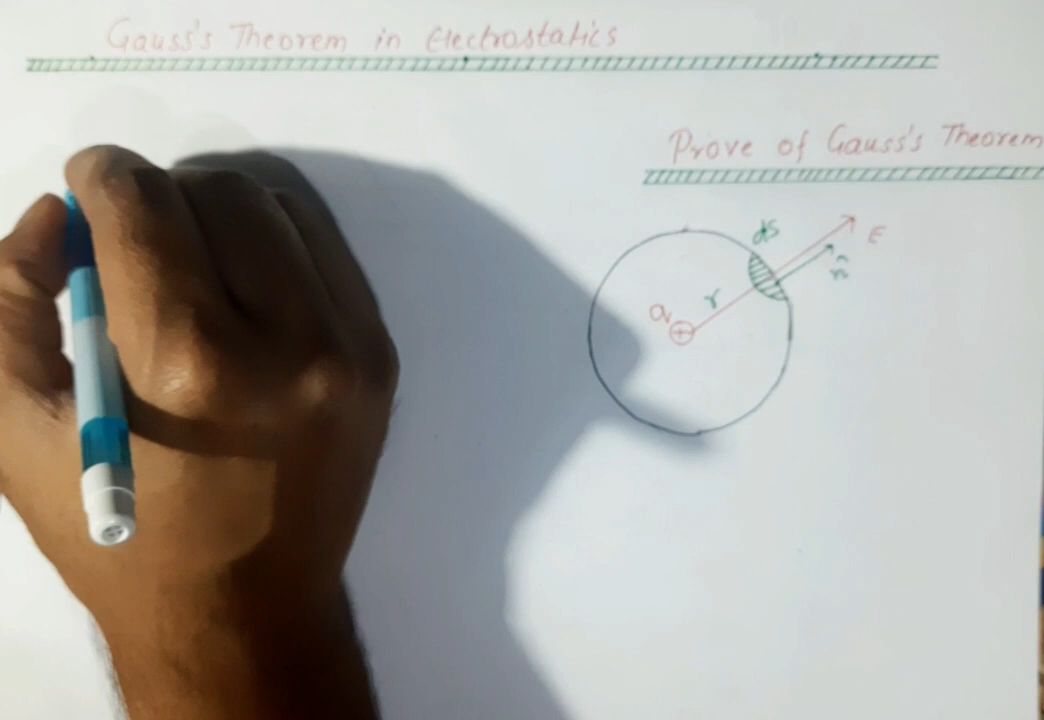 Gauss's Theorem in Electrostatics
Prove of Gauss's Theorem
ds
E
n̂
r
Q
+